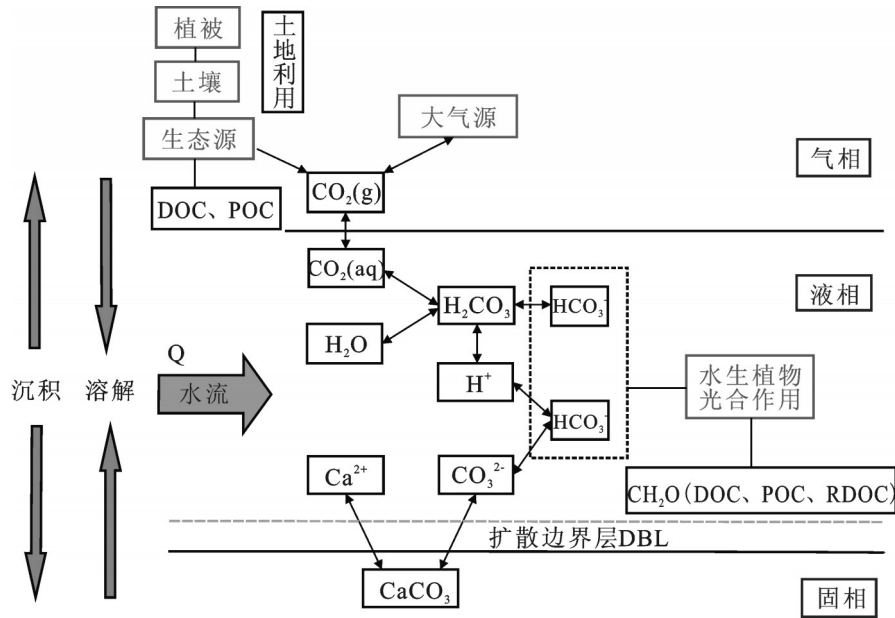 植被
土壤
生态源
土地利用
大气源
气相
CO₂(g)
DOC、POC
CO₂(aq)
液相
H₂CO₃
HCO₃⁻
H₂O
Q
水流
沉积
溶解
H⁺
HCO₃⁻
水生植物
光合作用
Ca²⁺
CO₃²⁻
CH₂O(DOC、POC、RDOC)
扩散边界层DBL
CaCO₃
固相